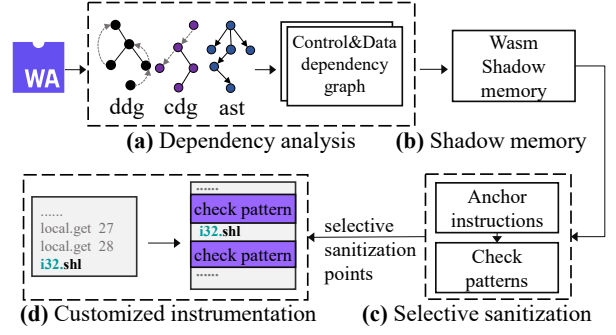 WA
ddg
cdg
ast
Control&Data
dependency
graph
Wasm
Shadow
memory
(a) Dependency analysis
(b) Shadow memory
......
local.get 27
local.get 28
i32.shl
......
check pattern
i32.shl
check pattern
......
selective
sanitization
points
Anchor
instructions
Check
patterns
(d) Customized instrumentation
(c) Selective sanitization